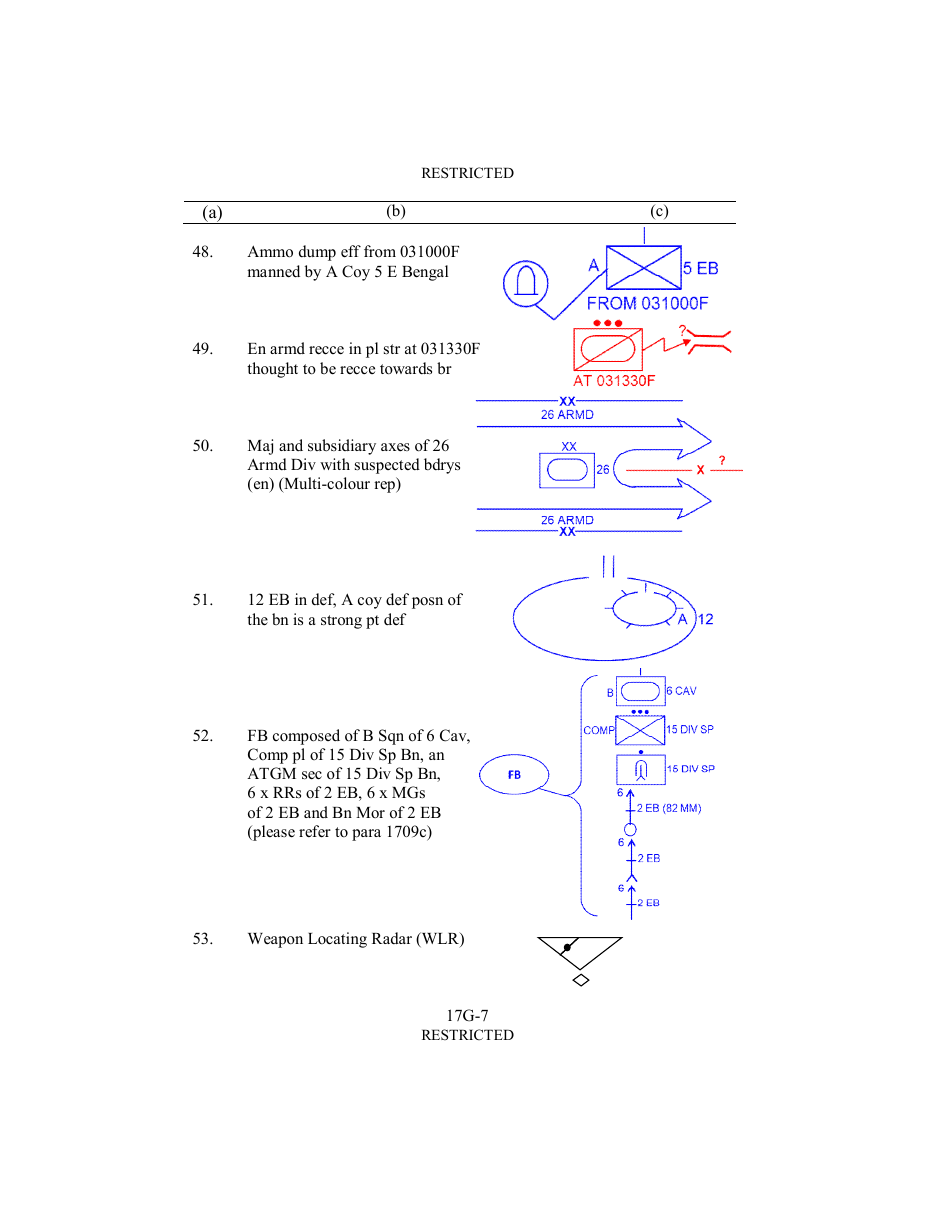 RESTRICTED
(a) (b) (c)
48. Ammo dump eff from 031000F
manned by A Coy 5 E Bengal
A 5 EB
FROM 031000F
49. En armd recce in pl str at 031330F
thought to be recce towards br
?
AT 031330F
XX
26 ARMD
50. Maj and subsidiary axes of 26
Armd Div with suspected bdrys
(en) (Multi-colour rep)
XX
26
X ?
26 ARMD
XX
51. 12 EB in def, A coy def posn of
the bn is a strong pt def
A 12
52. FB composed of B Sqn of 6 Cav,
Comp pl of 15 Div Sp Bn, an
ATGM sec of 15 Div Sp Bn,
6 x RRs of 2 EB, 6 x MGs
of 2 EB and Bn Mor of 2 EB
(please refer to para 1709c)
FB
B 6 CAV
COMP 15 DIV SP
15 DIV SP
6
2 EB (82 MM)
6
2 EB
6
2 EB
53. Weapon Locating Radar (WLR)
17G-7
RESTRICTED